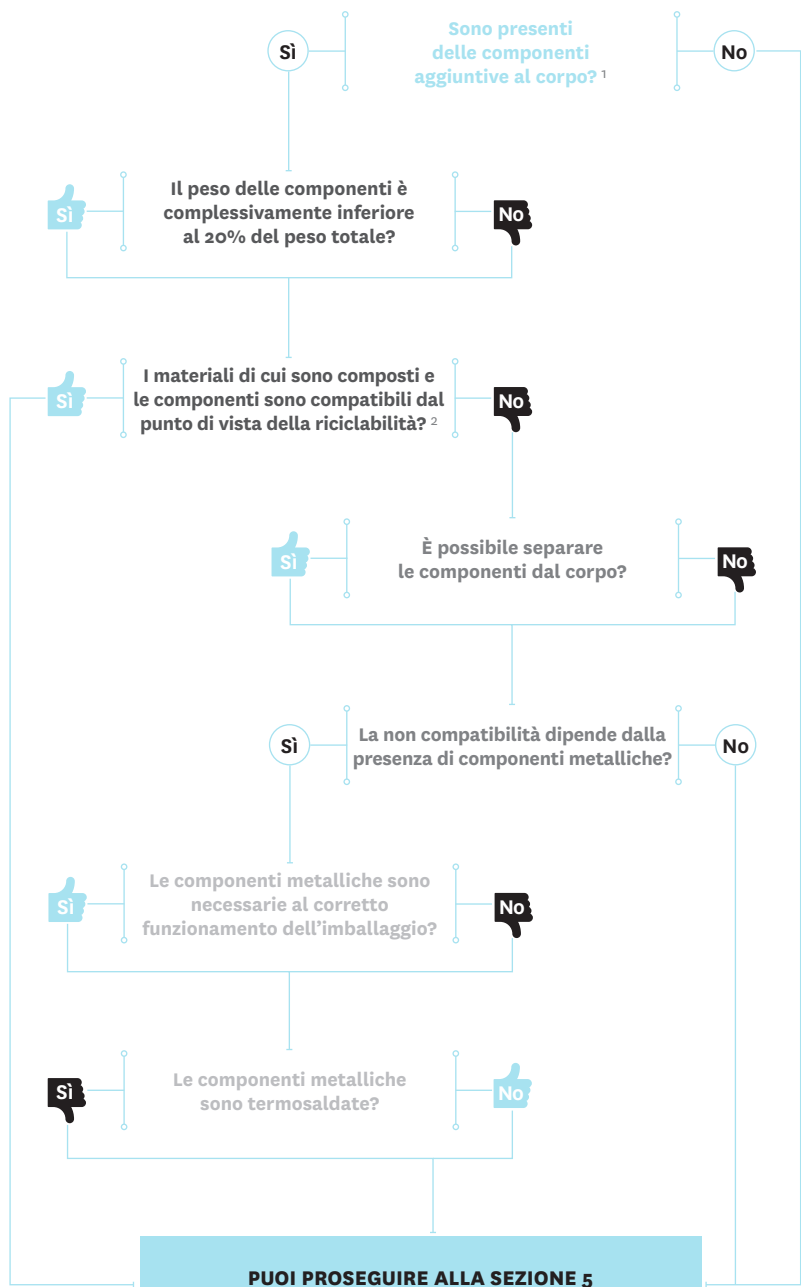 Sono presenti
delle componenti
aggiuntive al corpo? 1
Sì
No
Il peso delle componenti è
complessivamente inferiore
al 20% del peso totale?
Sì
No
I materiali di cui sono composti e
le componenti sono compatibili dal
punto di vista della riciclabilità? 2
Sì
No
È possibile separare
le componenti dal corpo?
Sì
No
La non compatibilità dipende dalla
presenza di componenti metalliche?
Sì
No
Le componenti metalliche sono
necessarie al corretto
funzionamento dell'imballaggio?
Sì
No
Le componenti metalliche
sono termosaldate?
Sì
No
PUOI PROSEGUIRE ALLA SEZIONE 5